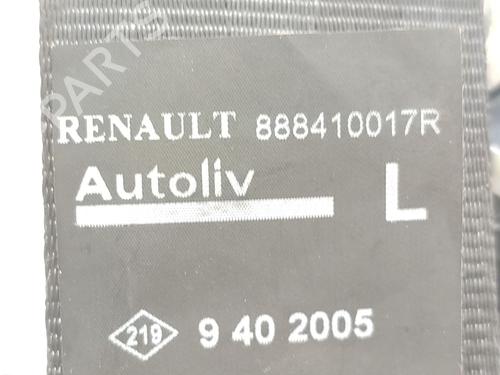 PARTS
RENAULT 888410017R
Autoliv
L
219 9 40 2005